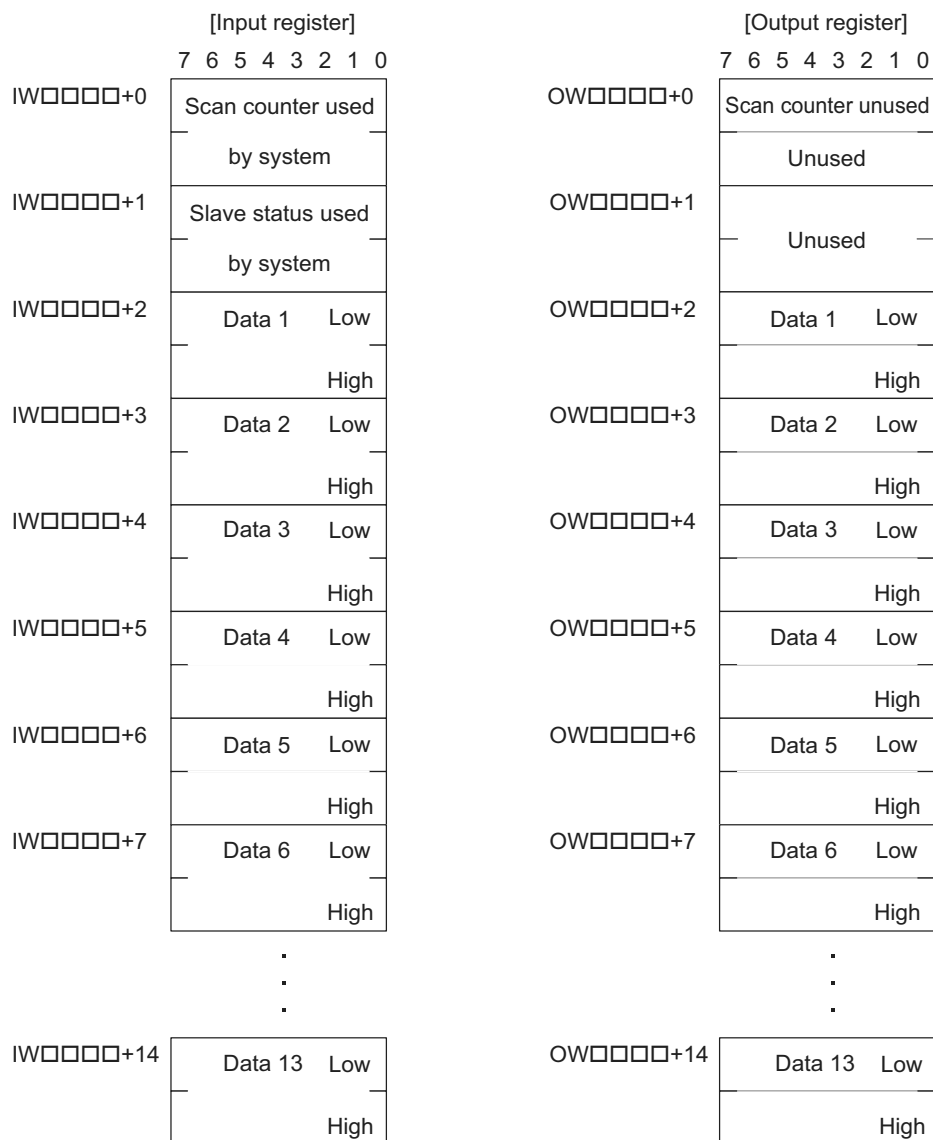 [Input register] [Output register]
7 6 5 4 3 2 1 0 7 6 5 4 3 2 1 0
IW□□□□+0 Scan counter used OW□□□□+0 Scan counter unused
by system Unused
IW□□□□+1 Slave status used OW□□□□+1
Unused
by system
IW□□□□+2 Data 1 Low OW□□□□+2 Data 1 Low
High High
IW□□□□+3 Data 2 Low OW□□□□+3 Data 2 Low
High High
IW□□□□+4 Data 3 Low OW□□□□+4 Data 3 Low
High High
IW□□□□+5 Data 4 Low OW□□□□+5 Data 4 Low
High High
IW□□□□+6 Data 5 Low OW□□□□+6 Data 5 Low
High High
IW□□□□+7 Data 6 Low OW□□□□+7 Data 6 Low
High High
IW□□□□+14 Data 13 Low OW□□□□+14 Data 13 Low
High High